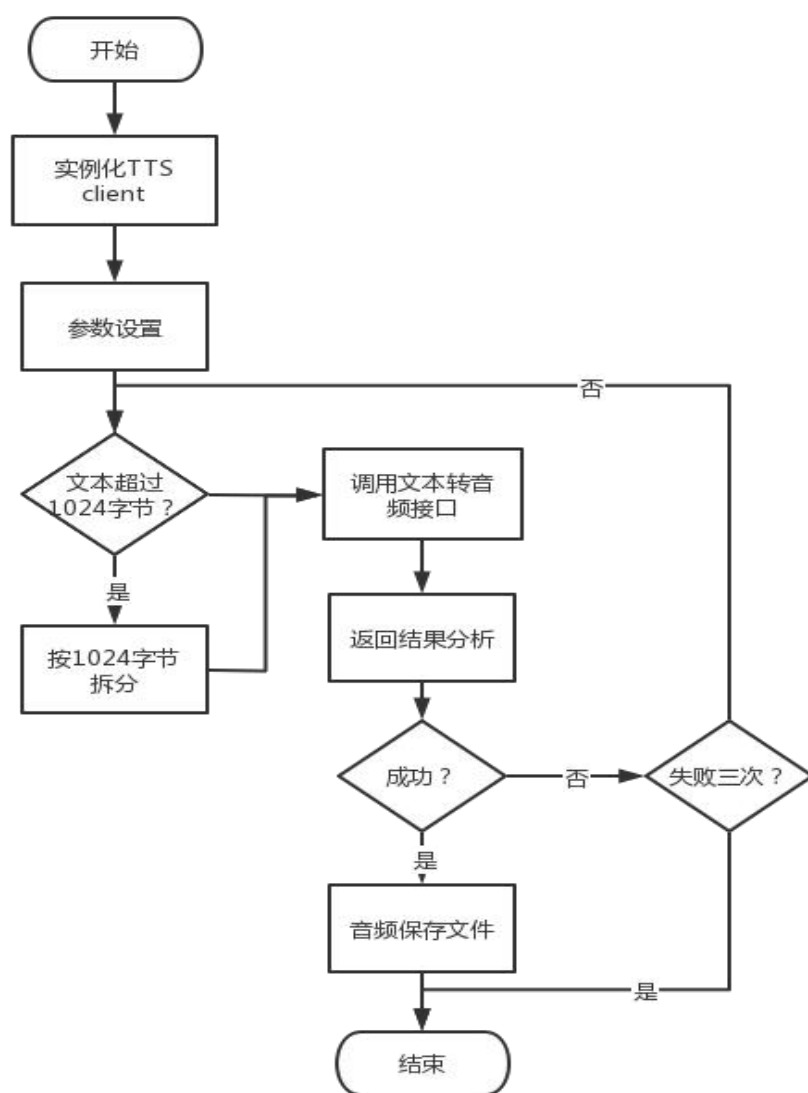 开始
实例化TTS
client
参数设置
否
文本超过
1024字节？
调用文本转音
频接口
是
返回结果分析
按1024字节
拆分
成功？
否
失败三次？
是
音频保存文件
是
结束